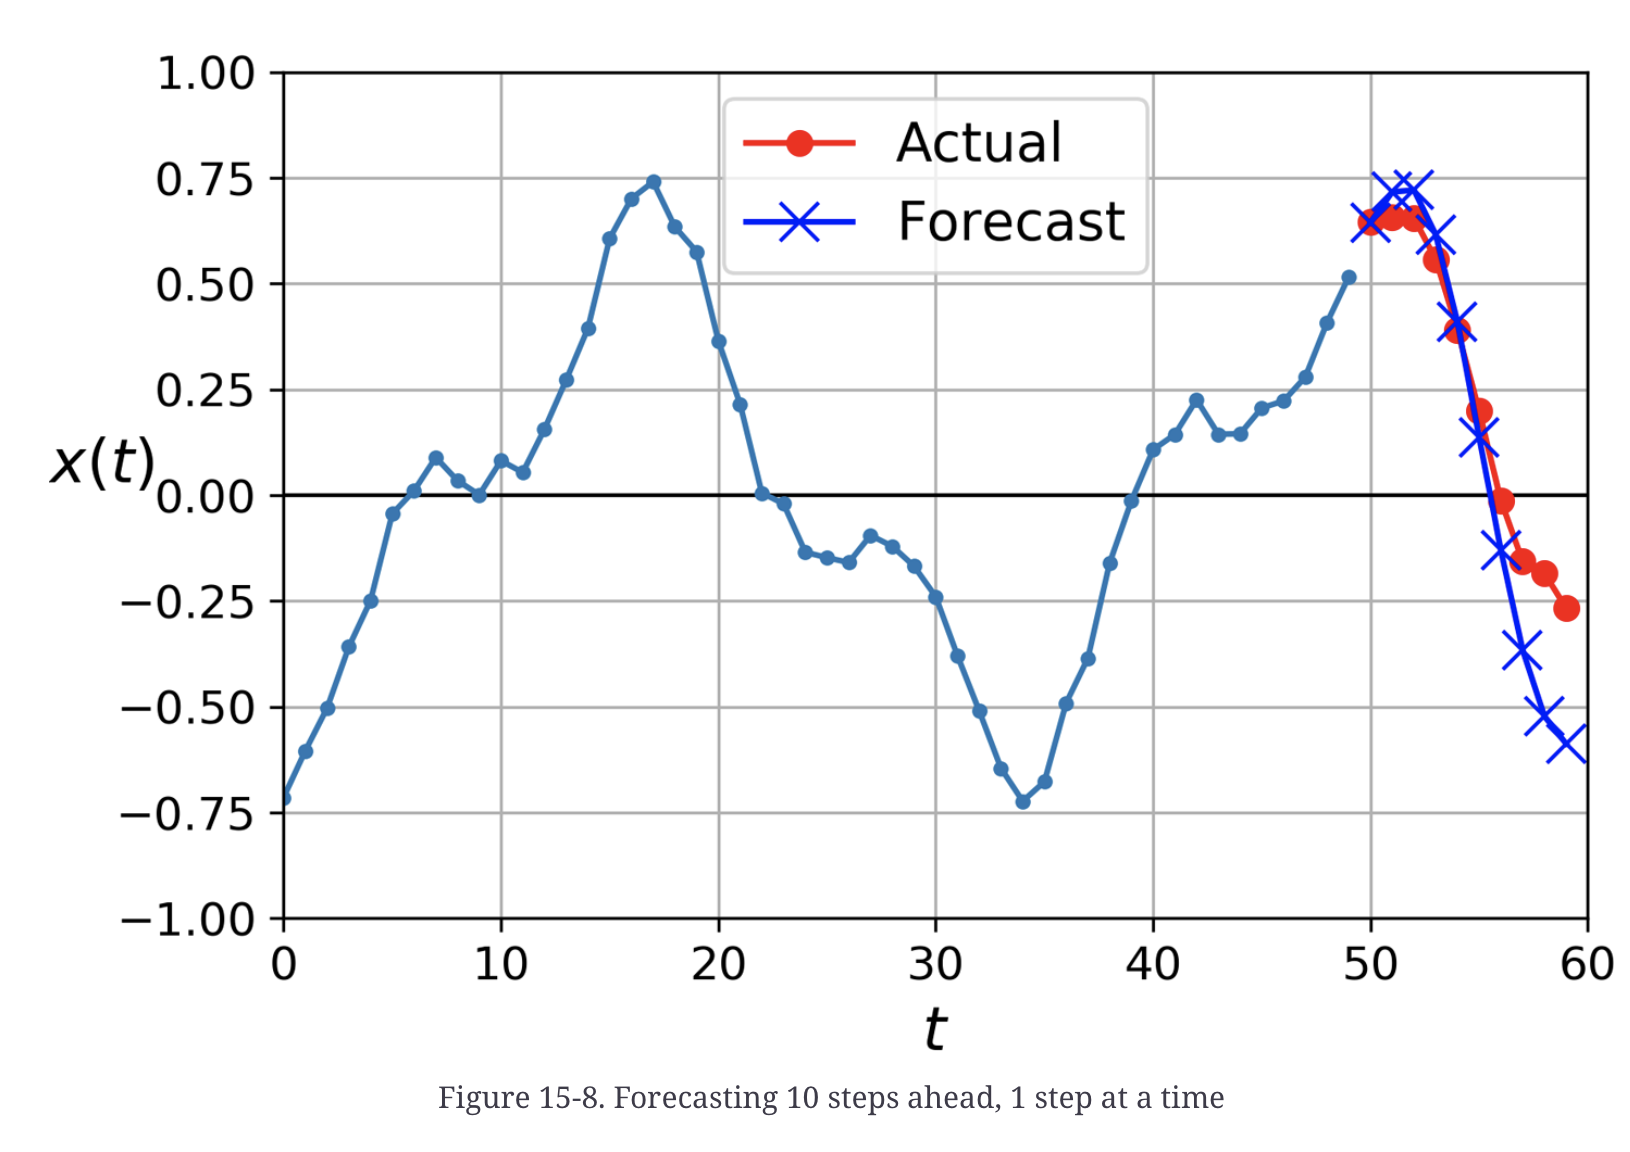 1.00
0.75
0.50
0.25
0.00
−0.25
−0.50
−0.75
−1.00
x(t)
Actual
Forecast
0 10 20 30 40 50 60
t
Figure 15-8. Forecasting 10 steps ahead, 1 step at a time